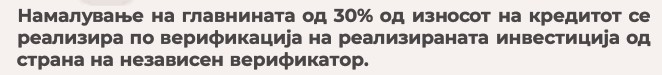 Намалување на главнината од 30% од износот на кредитот се
реализира по верификација на реализираната инвестиција од
страна на независен верификатор.